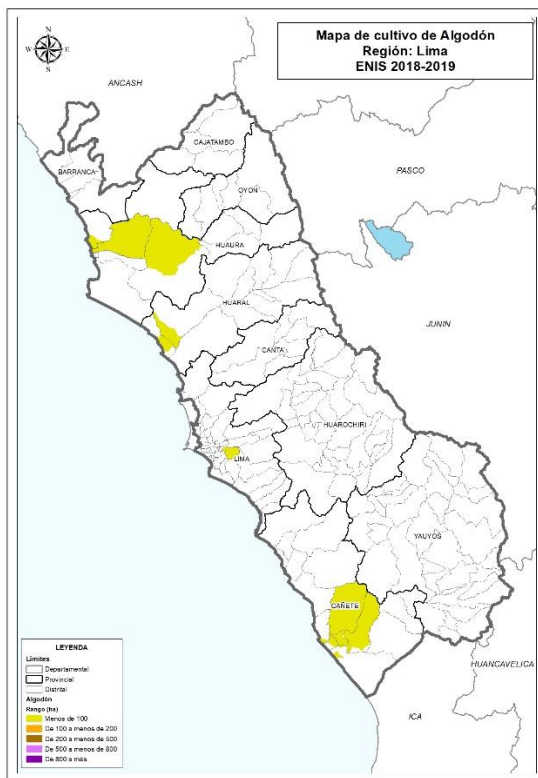 Mapa de cultivo de Algodón
Región: Lima
ENIS 2018-2019
N
W E
S
ANCASH
CAJATAMBO
BARRANCA
OYÓN
PASCO
HUAURA
HUARAL
JUNIN
CANTA
HUAROCHIRI
LIMA
YAUYOS
CAÑETE
HUANCAVELICA
ICA
LEYENDA
Límites
Departamental
Provincial
Distrital
Algodón
Rango (ha)
Menos de 100
De 100 a menos de 200
De 200 a menos de 500
De 500 a menos de 800
De 800 a más